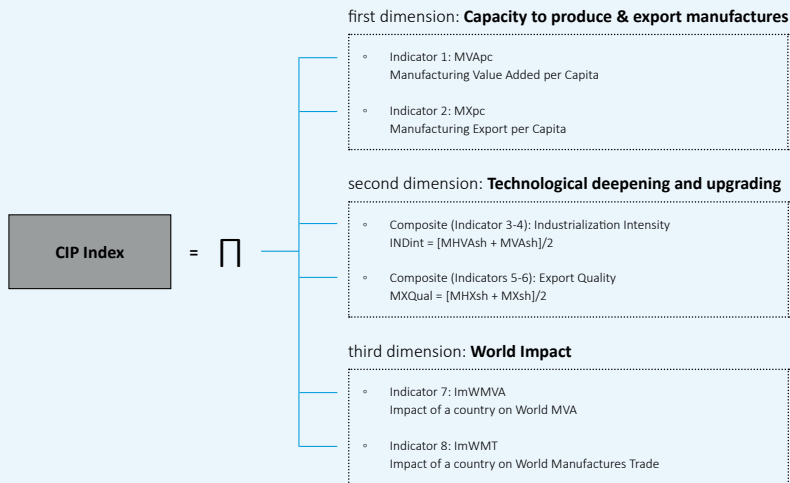 first dimension: Capacity to produce & export manufactures
◦ Indicator 1: MVApc
Manufacturing Value Added per Capita
◦ Indicator 2: MXpc
Manufacturing Export per Capita
second dimension: Technological deepening and upgrading
◦ Composite (Indicator 3-4): Industrialization Intensity
INDint = [MHVAsh + MVAsh]/2
◦ Composite (Indicators 5-6): Export Quality
MXQual = [MHXsh + MXsh]/2
CIP Index = ∏
third dimension: World Impact
◦ Indicator 7: ImWMVA
Impact of a country on World MVA
◦ Indicator 8: ImWMT
Impact of a country on World Manufactures Trade